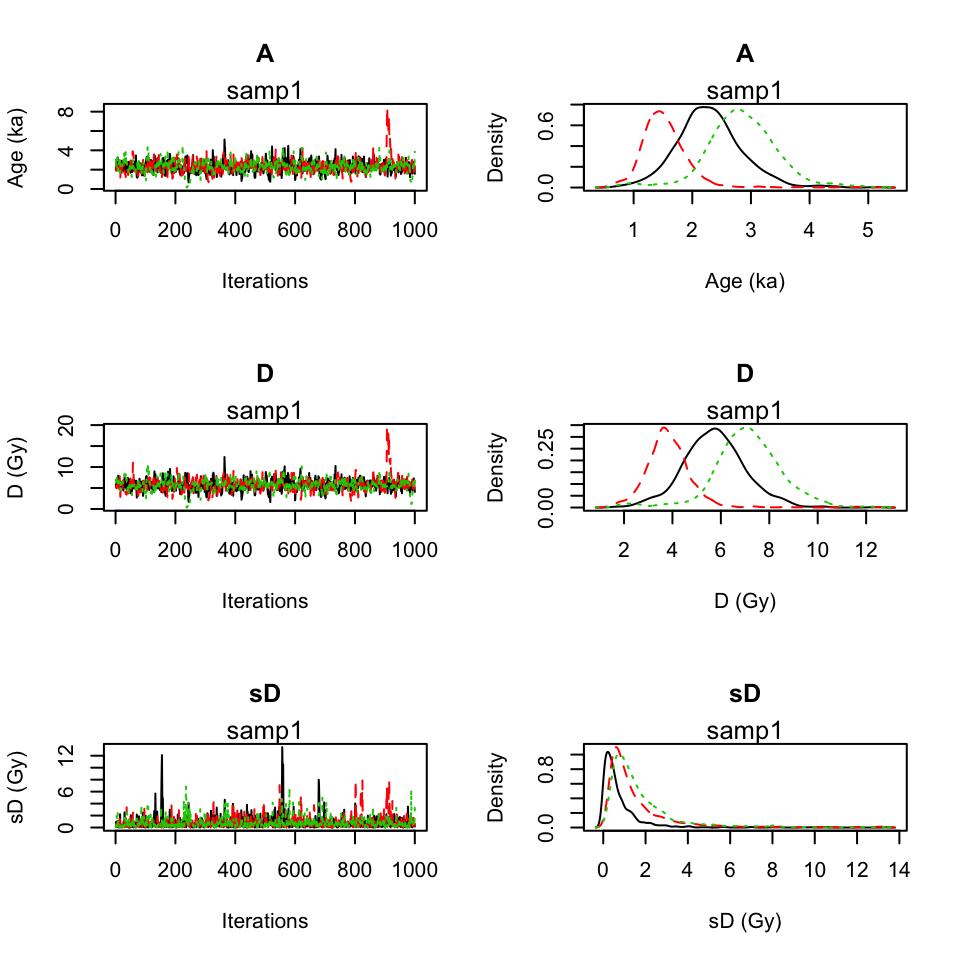 A
samp1
Age (ka)
0 4 8
0 200 400 600 800 1000
Iterations
A
samp1
Density
0.0 0.6
1 2 3 4 5
Age (ka)
D
samp1
D (Gy)
0 10 20
0 200 400 600 800 1000
Iterations
D
samp1
Density
0.00 0.25
2 4 6 8 10 12
D (Gy)
sD
samp1
sD (Gy)
0 6 12
0 200 400 600 800 1000
Iterations
sD
samp1
Density
0.0 0.8
0 2 4 6 8 10 12 14
sD (Gy)